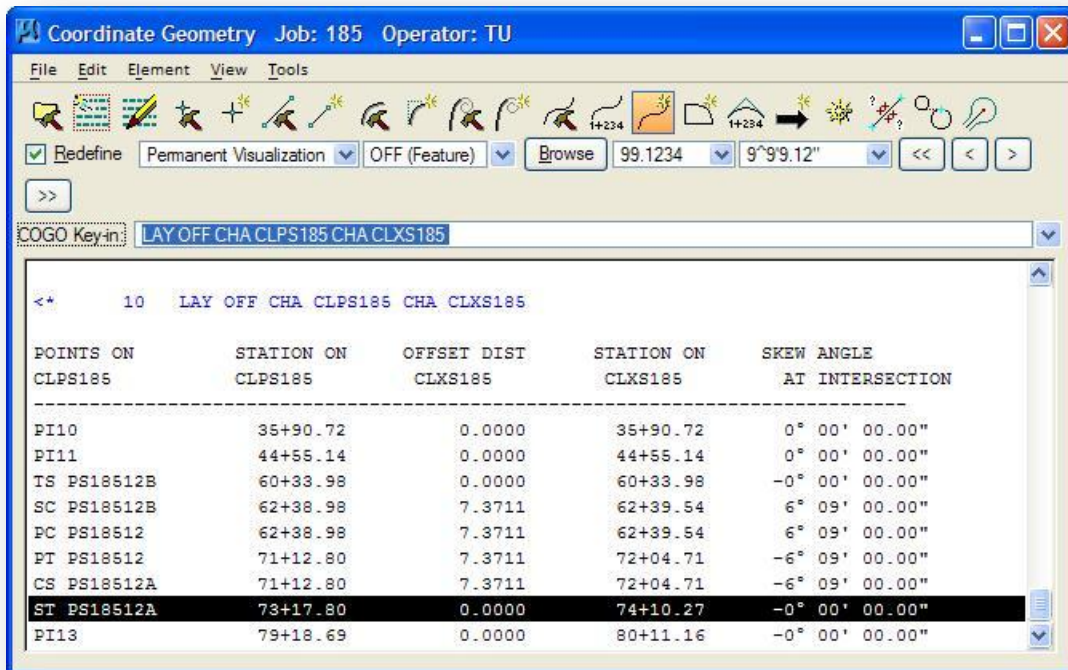 Coordinate Geometry Job: 185 Operator: TU
File Edit Element View Tools
Redefine Permanent Visualization OFF (Feature) Browse 99.1234 9^9'9.12" << < >
>>
COGO Key-in: LAY OFF CHA CLPS185 CHA CLXS185
<* 10 LAY OFF CHA CLPS185 CHA CLXS185
POINTS ON STATION ON OFFSET DIST STATION ON SKEW ANGLE
CLPS185 CLPS185 CLXS185 CLXS185 AT INTERSECTION
PI10 35+90.72 0.0000 35+90.72 0° 00' 00.00"
PI11 44+55.14 0.0000 44+55.14 0° 00' 00.00"
TS PS18512B 60+33.98 0.0000 60+33.98 -0° 00' 00.00"
SC PS18512B 62+38.98 7.3711 62+39.54 6° 09' 00.00"
PC PS18512 62+38.98 7.3711 62+39.54 6° 09' 00.00"
PT PS18512 71+12.80 7.3711 72+04.71 -6° 09' 00.00"
CS PS18512A 71+12.80 7.3711 72+04.71 -6° 09' 00.00"
ST PS18512A 73+17.80 0.0000 74+10.27 -0° 00' 00.00"
PI13 79+18.69 0.0000 80+11.16 -0° 00' 00.00"